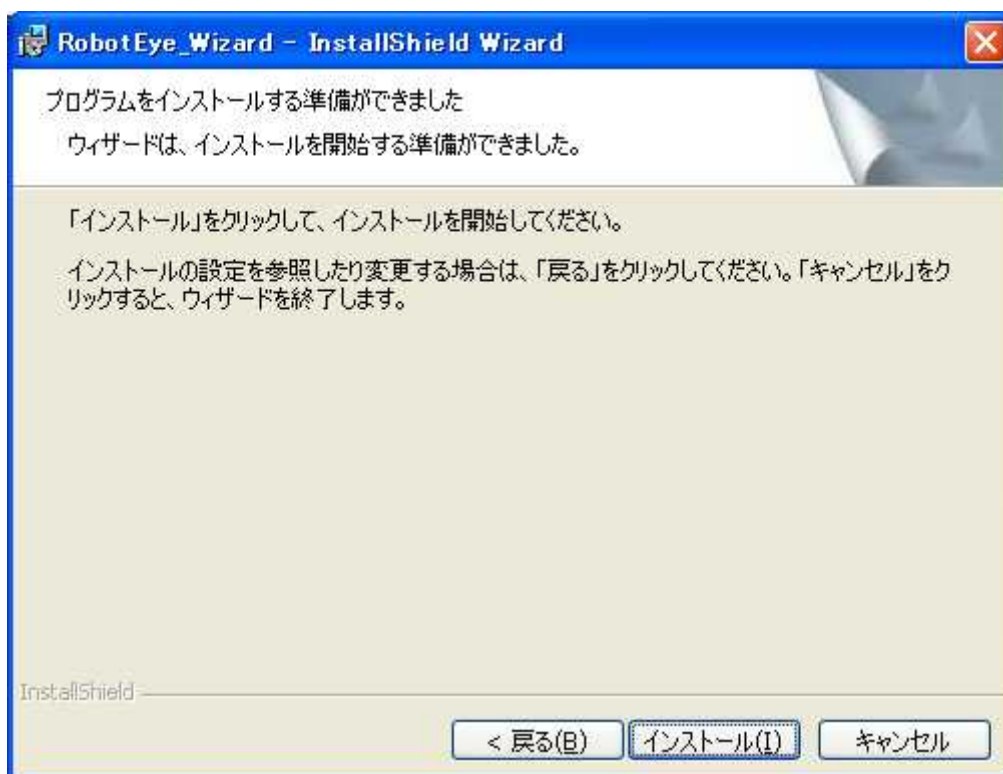 RobotEye_Wizard - InstallShield Wizard
プログラムをインストールする準備ができました
ウィザードは、インストールを開始する準備ができました。
「インストール」をクリックして、インストールを開始してください。
インストールの設定を参照したり変更する場合は、「戻る」をクリックしてください。「キャンセル」をク
リックすると、ウィザードを終了します。
InstallShield
< 戻る(B) インストール(I) キャンセル